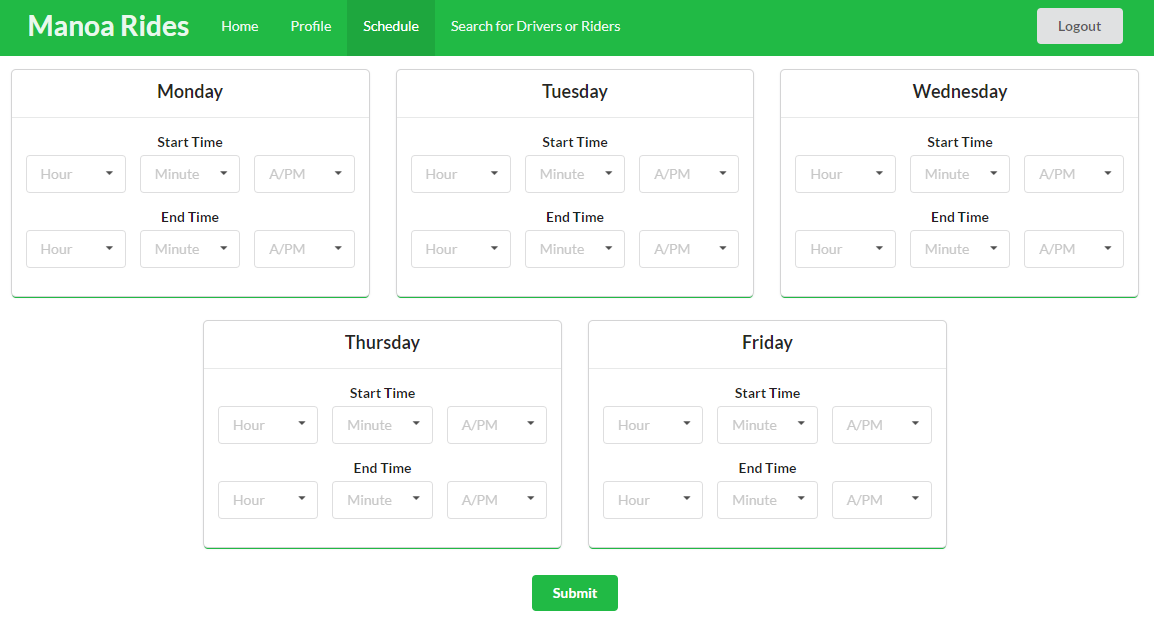 Manoa Rides Home Profile Schedule Search for Drivers or Riders Logout
Monday Tuesday Wednesday
Start Time Start Time Start Time
Hour Minute A/PM Hour Minute A/PM Hour Minute A/PM
End Time End Time End Time
Hour Minute A/PM Hour Minute A/PM Hour Minute A/PM
Thursday Friday
Start Time Start Time
Hour Minute A/PM Hour Minute A/PM
End Time End Time
Hour Minute A/PM Hour Minute A/PM
Submit